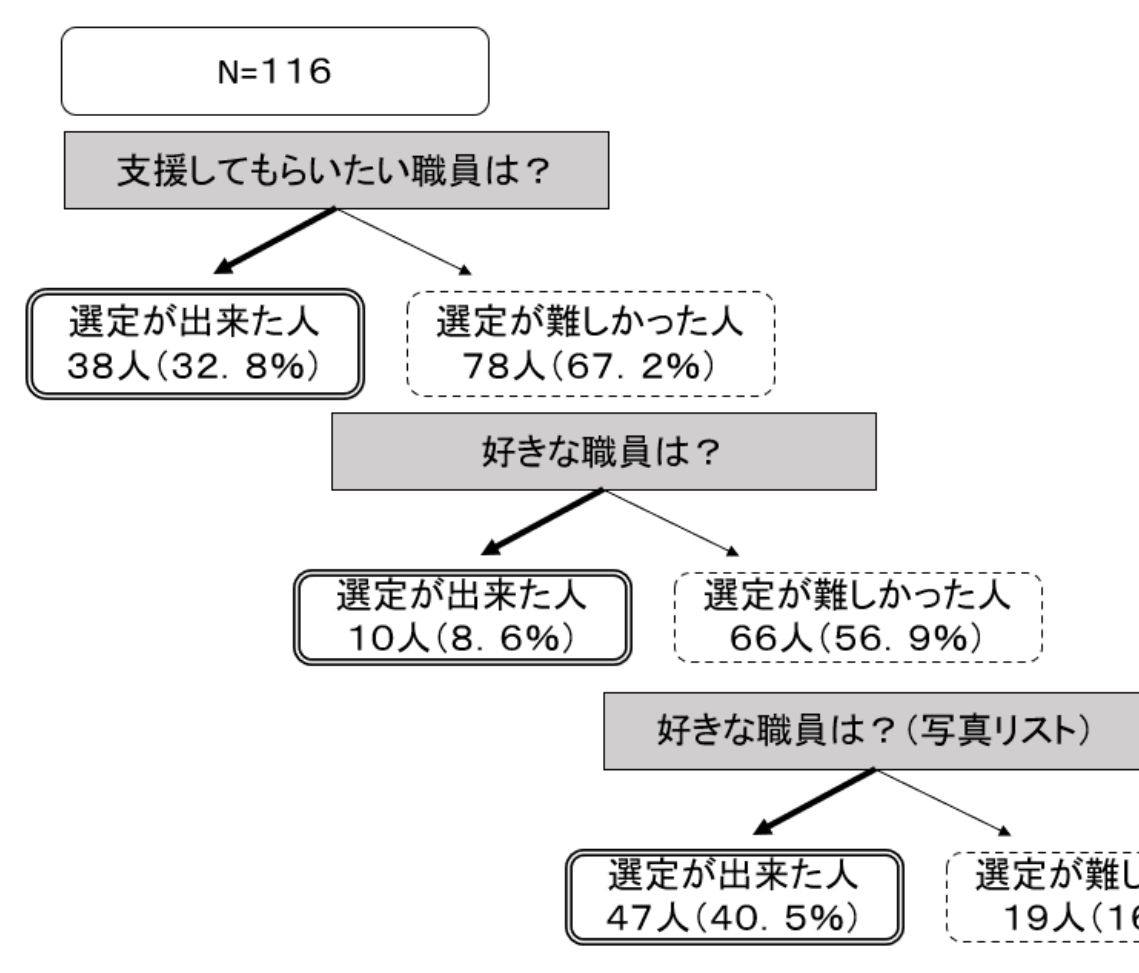 N=116
支援してもらいたい職員は？
選定が出来た人
38人（32．8％）
選定が難しかった人
78人（67．2％）
好きな職員は？
選定が出来た人
10人（8．6％）
選定が難しかった人
66人（56．9％）
好きな職員は？（写真リスト）
選定が出来た人
47人（40．5％）
選定が難し
19人（16